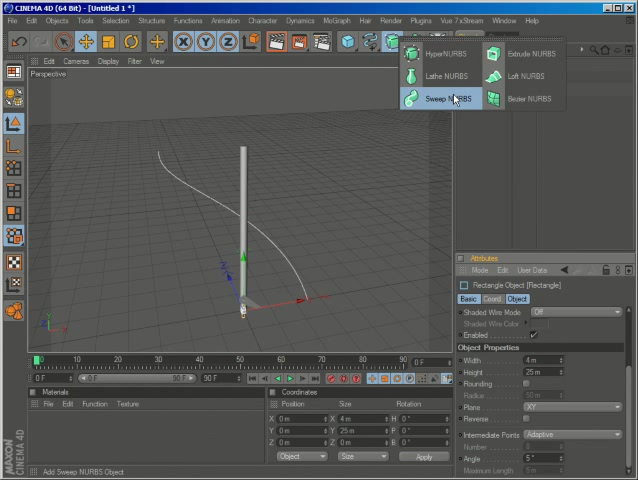 CINEMA 4D (64 Bit) - [Untitled 1 *]
File Edit Objects Tools Selection Structure Functions Animation Character Dynamics MoGraph Hair Render Plugins Vue 7xStream Window Help
HyperNURBS Extrude NURBS
Lathe NURBS Loft NURBS
Sweep NURBS Bezier NURBS
Edit Cameras Display Filter View
Perspective
Attributes
Mode Edit User Data
Rectangle Object [Rectangle]
Basic Coord. Object
Shaded Wire Mode Off
Shaded Wire Color
Enabled
Object Properties
Width 4 m
Height 25 m
Rounding
Radius 50 m
Plane XY
Reverse
Intermediate Points Adaptive
Number
Angle 5 °
Maximum Length 5 m
0 10 20 30 40 50 60 70 80 90 0 F
0 F 0 F 90 F 90 F
Materials
File Edit Function Texture
Coordinates
Position Size Rotation
X 0 m X 4 m H 0 °
Y 0 m Y 25 m P 0 °
Z 0 m Z 0 m B 0 °
Object Size Apply
MAXON
CINEMA 4D
Add Sweep NURBS Object